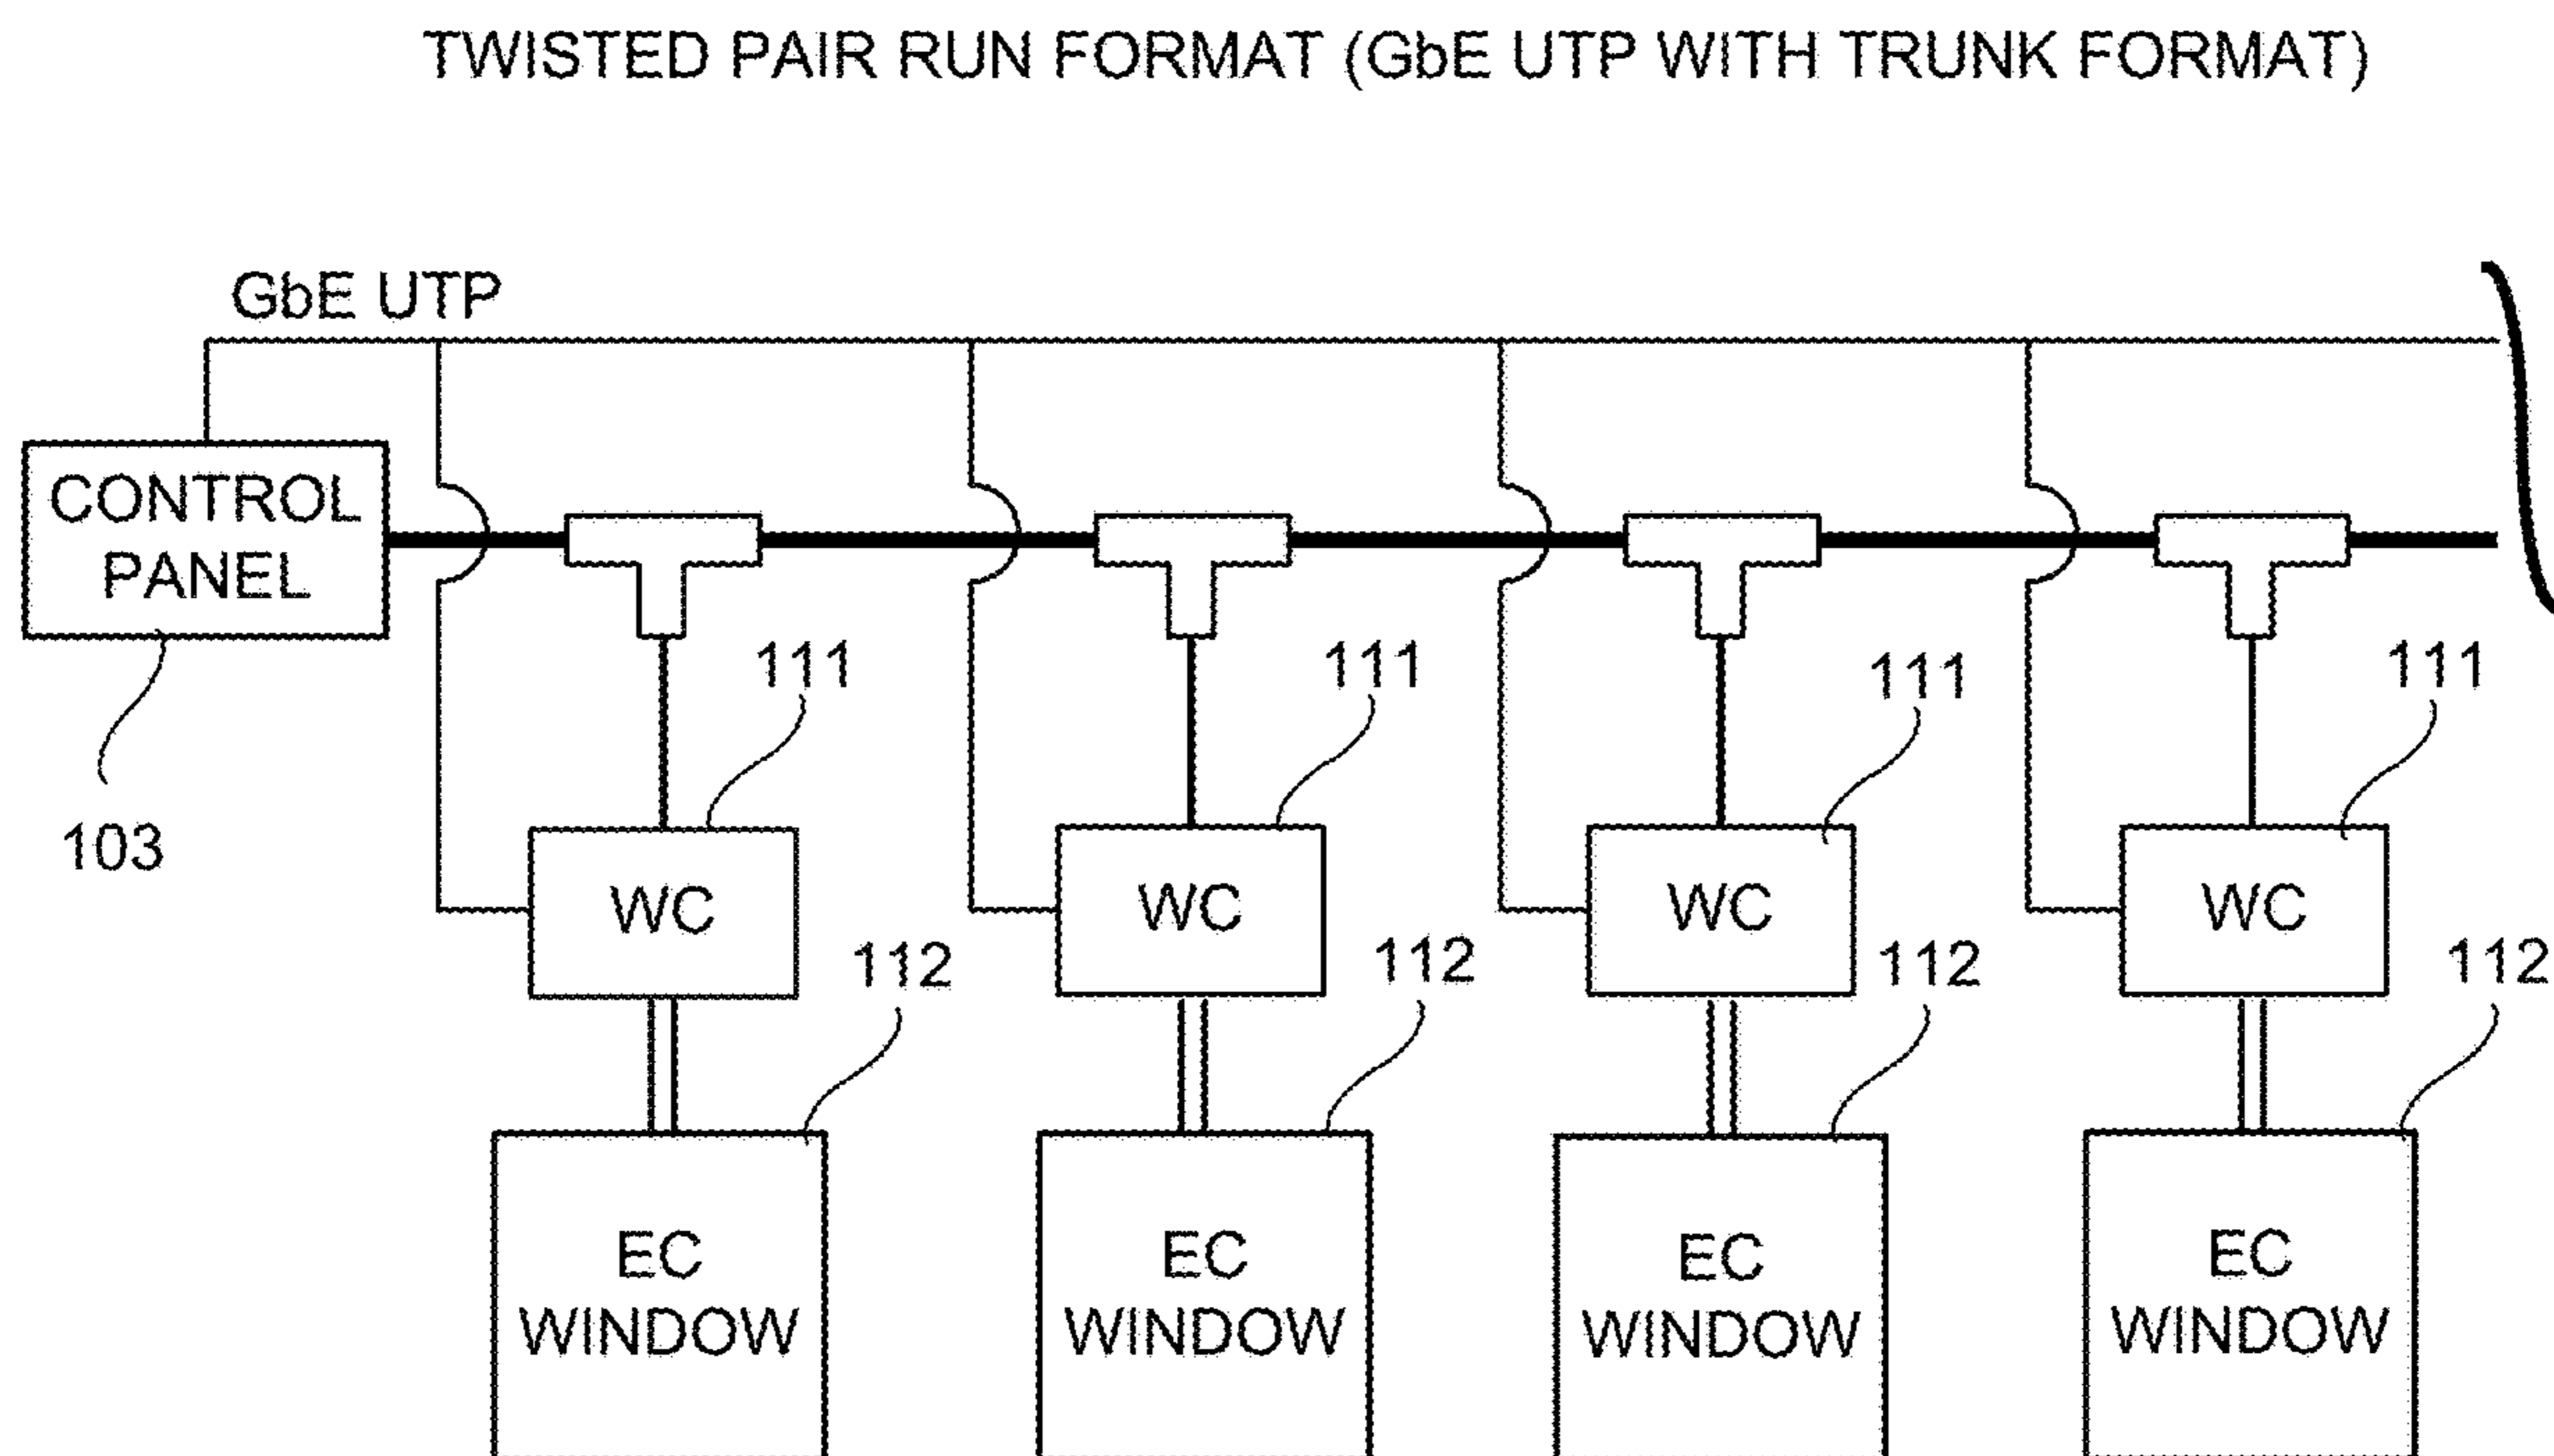 TWISTED PAIR RUN FORMAT (GbE UTP WITH TRUNK FORMAT)
GbE UTP
CONTROL
PANEL
103
111
111
111
111
WC
WC
WC
WC
112
112
112
112
EC
WINDOW
EC
WINDOW
EC
WINDOW
EC
WINDOW